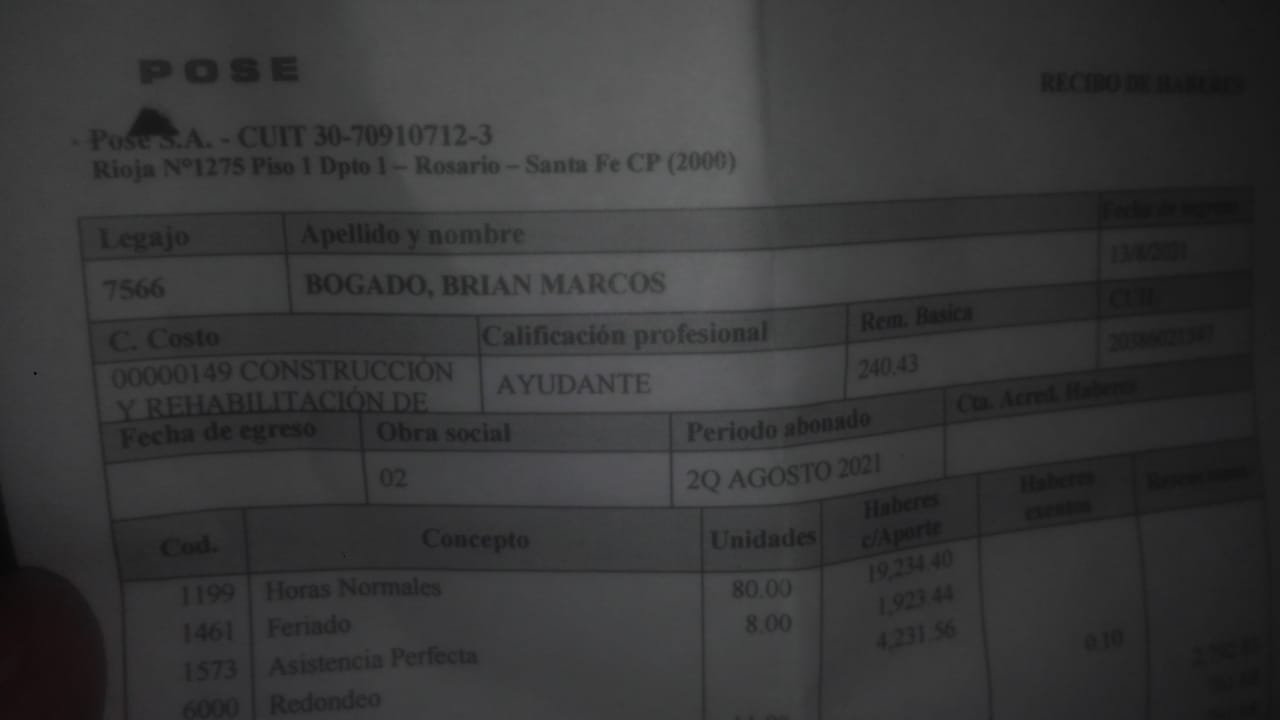 POSE
RECIBO DE HABERES
Pose S.A. - CUIT 30-70910712-3
Rioja N°1275 Piso 1 Dpto 1 – Rosario – Santa Fe CP (2000)
Legajo Apellido y nombre Fecha de ingreso
7566 BOGADO, BRIAN MARCOS 13/8/2021
C. Costo Calificación profesional Rem. Basica CUIL
00000149 CONSTRUCCIÓN AYUDANTE 240.43
Y REHABILITACIÓN DE
Fecha de egreso Obra social Periodo abonado Cta. Acred. Haberes
02 2Q AGOSTO 2021
Cod. Concepto Unidades Haberes c/Aporte Haberes exentos Retenciones
1199 Horas Normales 80.00 19,234.40
1461 Feriado 8.00 1,923.44
1573 Asistencia Perfecta 4,231.56
6000 Redondeo 0.10